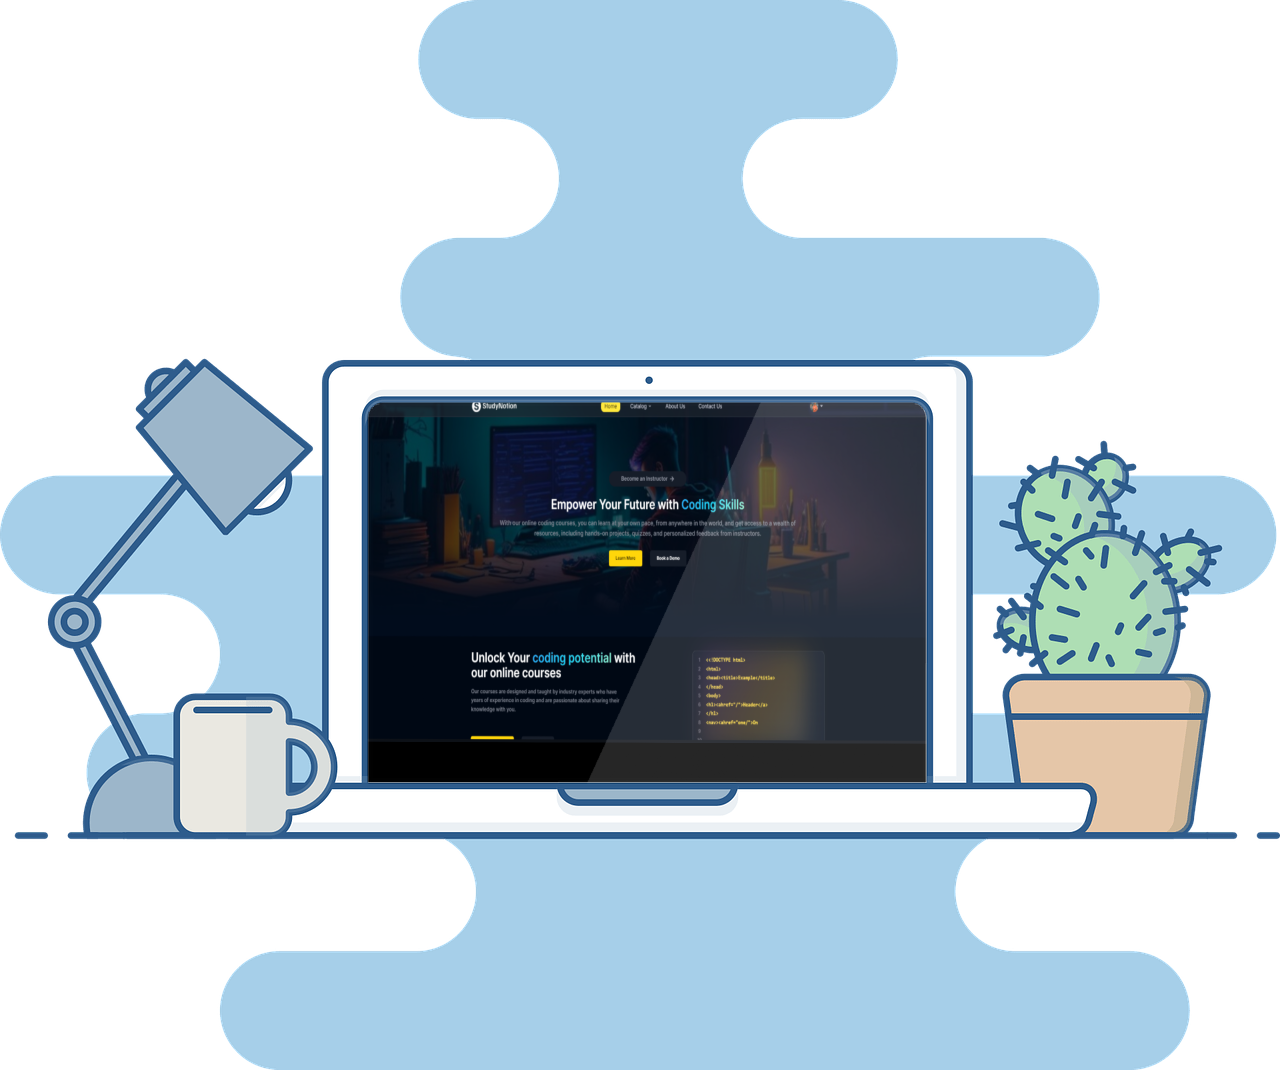 StudyNotion
Home Catalog About Us Contact Us
Become an Instructor →
Empower Your Future with Coding Skills
With our online coding courses, you can learn at your own pace, from anywhere in the world, and get access to a wealth of
resources, including hands-on projects, quizzes, and personalized feedback from instructors.
Learn More Book a Demo
Unlock Your coding potential with
our online courses
Our courses are designed and taught by industry experts who have
years of experience in coding and are passionate about sharing their
knowledge with you.
1 <<!DOCTYPE html>
2 <html>
3 <head><title>Example</title>
4 </head>
5 <body>
6 <h1><ahref="/">Header</a>
7 </h1>
8 <nav><ahref="one/">On
9